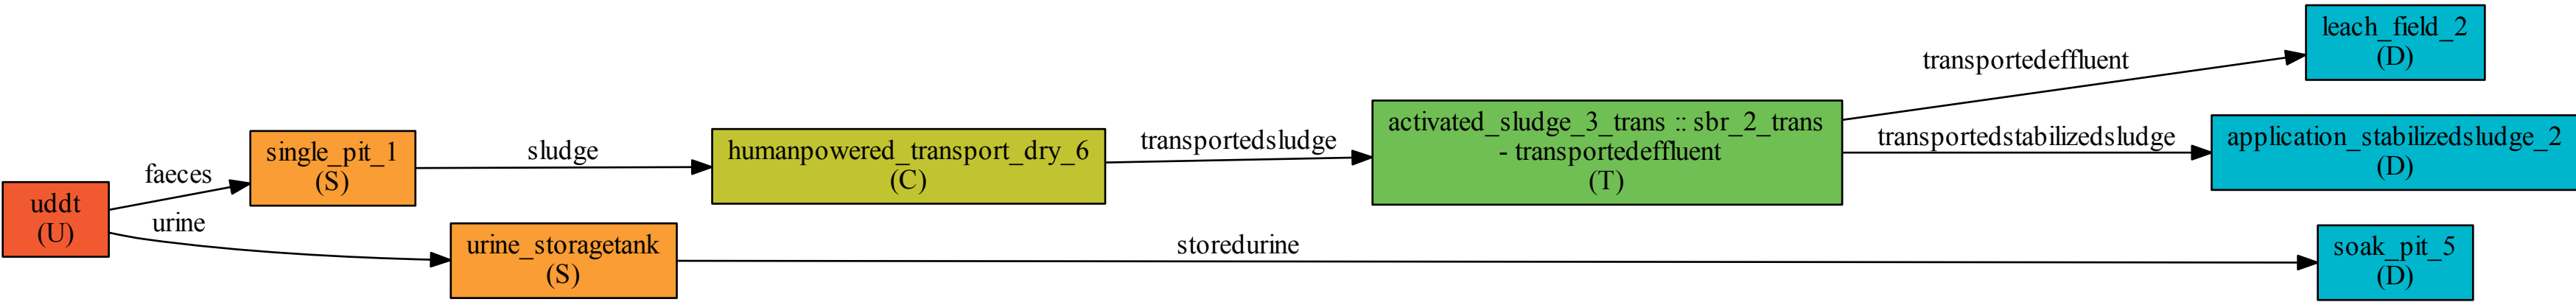 uddt
(U)
faeces
urine
single_pit_1
(S)
sludge
urine_storagetank
(S)
storedurine
humanpowered_transport_dry_6
(C)
transportedsludge
activated_sludge_3_trans :: sbr_2_trans
- transportedeffluent
(T)
transportedeffluent
transportedstabilizedsludge
leach_field_2
(D)
application_stabilizedsludge_2
(D)
soak_pit_5
(D)